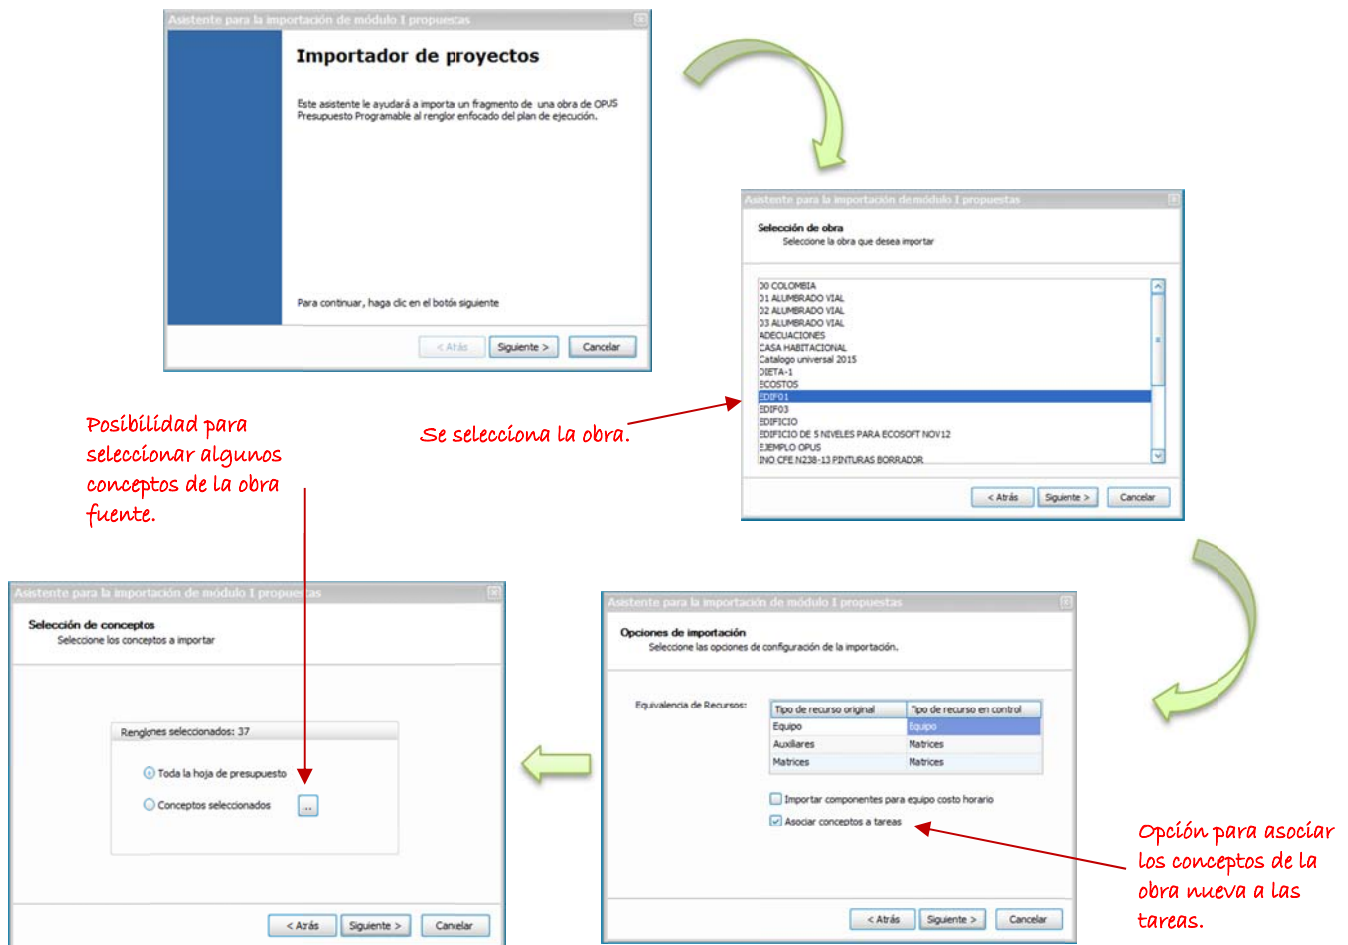 Asistente para la importación de módulo I propuestas
Importador de proyectos
Este asistente le ayudará a importa un fragmento de una obra de OPUS
Presupuesto Programable al renglor enfocado del plan de ejecución.
Para continuar, haga clic en el botói siguiente
< Atás
Siguiente >
Cancelar
Asistente para la importación de módulo I propuestas
Selección de obra
Seleccione la obra que desea importar
00 COLOMBIA
01 ALUMBRADO VIAL
02 ALUMBRADO VIAL
03 ALUMBRADO VIAL
ADECUACIONES
CASA HABITACIONAL
Catalogo universal 2015
DIETA-1
ECOSTOS
EDIF01
EDIF03
EDIFICIO
EDIFICIO DE 5 NIVELES PARA ECOSOFT NOV12
EJEMPLO OPUS
INO CFE N238-13 PINTURAS BORRADOR
< Atrás
Siguiente >
Cancelar
Se selecciona la obra.
Posibilidad para
seleccionar algunos
conceptos de la obra
fuente.
Asistente para la importación de módulo I propuestas
Selección de conceptos
Seleccione los conceptos a importar
Renglones seleccionados: 37
Toda la hoja de presupuesto
Conceptos seleccionados
..
< Atrás
Siguiente >
Canelar
Asistente para la importación de módulo I propuestas
Opciones de importación
Seleccione las opciones de configuración de la importación.
Equivalencia de Recursos:
Tipo de recurso original
Tipo de recurso en control
Equipo
Equipo
Auxiliares
Matrices
Matrices
Matrices
Importar componentes para equipo costo horario
Asociar conceptos a tareas
< Atrás
Siguiente >
Cancelar
Opción para asociar
los conceptos de la
obra nueva a las
tareas.